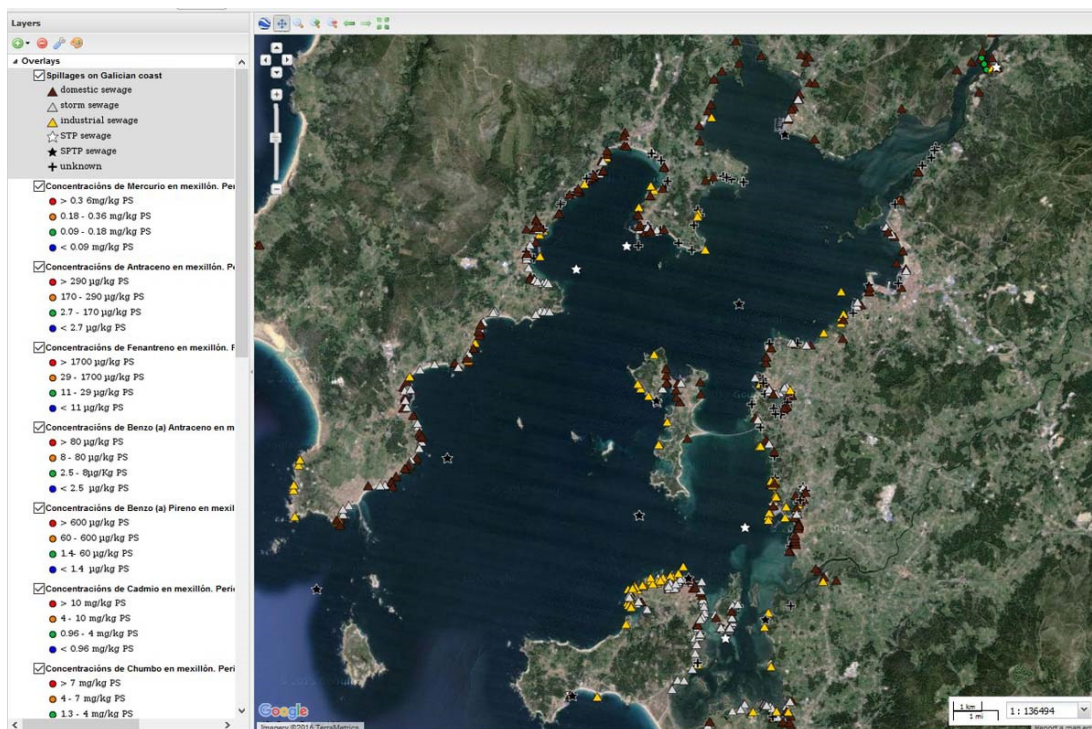 Layers
Overlays
Spillages on Galician coast
domestic sewage
storm sewage
industrial sewage
STP sewage
SPTP sewage
unknown
Concentracións de Mercurio en mexillón. Per
> 0.3 6mg/kg PS
0.18 - 0.36 mg/kg PS
0.09 - 0.18 mg/kg PS
< 0.09 mg/kg PS
Concentracións de Antraceno en mexillón. Pe
> 290 µg/kg PS
170 - 290 µg/kg PS
2.7 - 170 µg/kg PS
< 2.7 µg/kg PS
Concentracións de Fenantreno en mexillón. P
> 1700 µg/kg PS
29 - 1700 µg/kg PS
11 - 29 µg/kg PS
< 11 µg/kg PS
Concentracións de Benzo (a) Antraceno en m
> 80 µg/kg PS
8 - 80 µg/kg PS
2.5 - 8µg/Kg PS
< 2.5 µg/kg PS
Concentracións de Benzo (a) Pireno en mexil
> 600 µg/kg PS
60 - 600 µg/kg PS
1.4- 60 µg/kg PS
< 1.4 µg/kg PS
Concentracións de Cadmio en mexillón. Perio
> 10 mg/kg PS
4 - 10 mg/kg PS
0.96 - 4 mg/kg PS
< 0.96 mg/kg PS
Concentracións de Chumbo en mexillón. Peri
> 7 mg/kg PS
4 - 7 mg/kg PS
1.3 - 4 mg/kg PS
Google
Imagery ©2016 TerraMetrics
1 km
1 mi
1 : 136494
Report a map